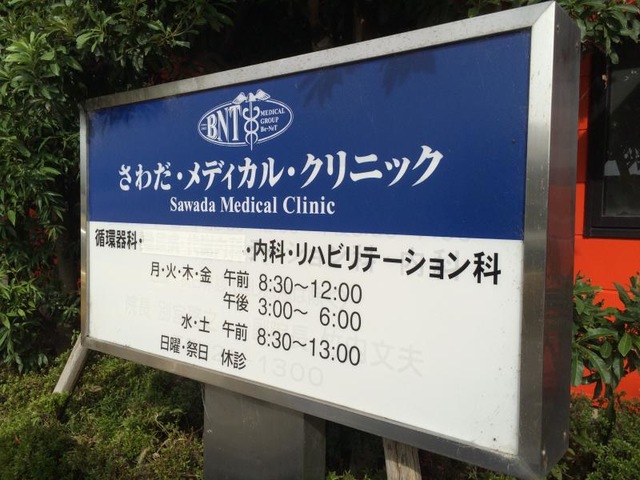 BNT
MEDICAL
GROUP
Be-NeT
さわだ・メディカル・クリニック
Sawada Medical Clinic
循環器科・ ・内科・リハビリテーション科
月・火・木・金 午前 8:30〜12:00
午後 3:00〜 6:00
水・土 午前 8:30〜13:00
日曜・祭日 休診